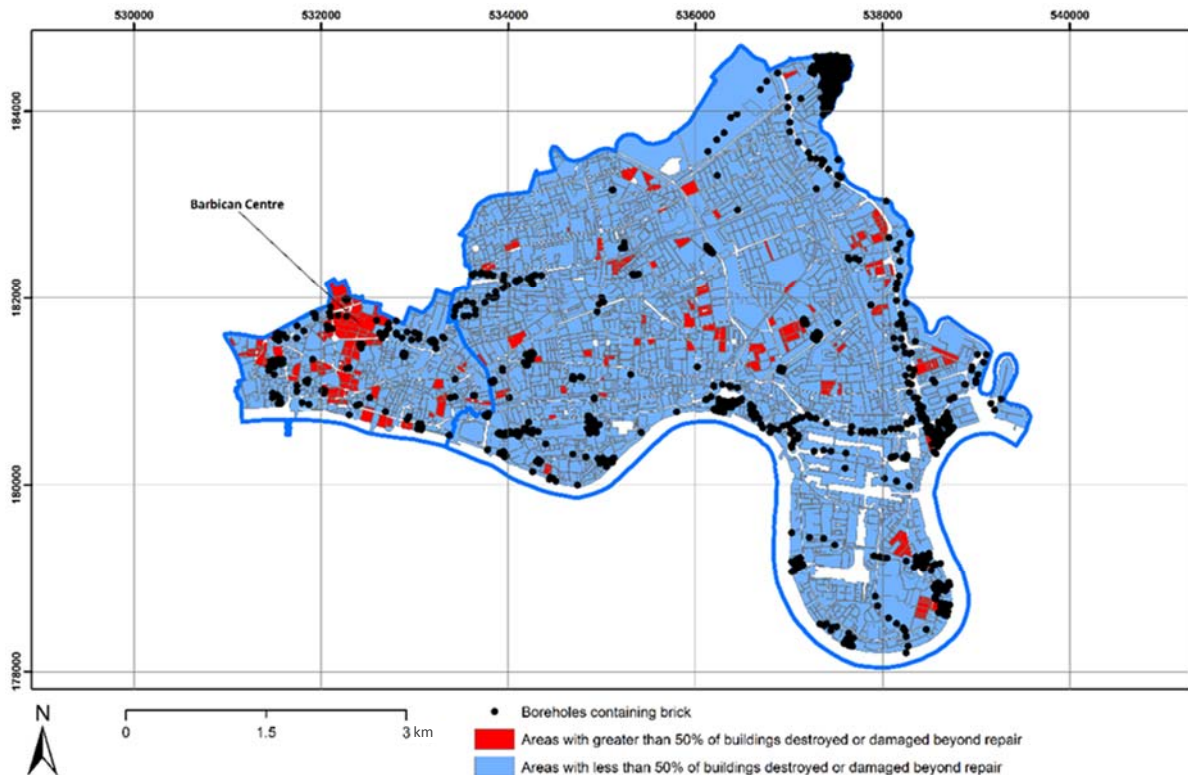 530000 532000 534000 536000 538000 540000
184000
Barbican Centre
182000
180000
178000
N
0 1.5 3 km
Boreholes containing brick
Areas with greater than 50% of buildings destroyed or damaged beyond repair
Areas with less than 50% of buildings destroyed or damaged beyond repair